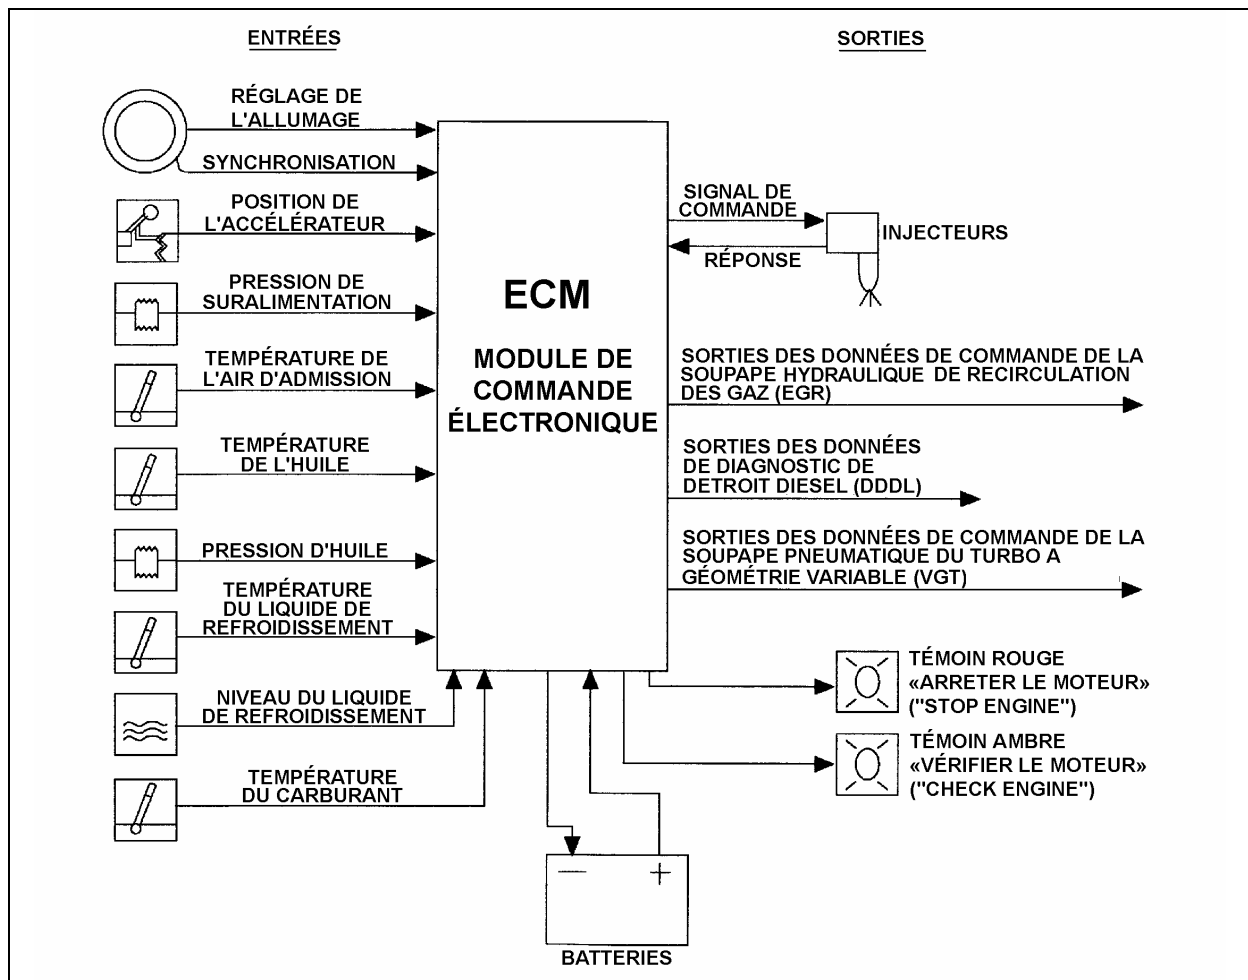 ENTRÉES
SORTIES
RÉGLAGE DE
L'ALLUMAGE
SYNCHRONISATION
POSITION DE
L'ACCÉLÉRATEUR
PRESSION DE
SURALIMENTATION
TEMPÉRATURE DE
L'AIR D'ADMISSION
TEMPÉRATURE
DE L'HUILE
PRESSION D'HUILE
TEMPÉRATURE
DU LIQUIDE DE
REFROIDISSEMENT
NIVEAU DU LIQUIDE
DE REFROIDISSEMENT
TEMPÉRATURE
DU CARBURANT
ECM
MODULE DE
COMMANDE
ÉLECTRONIQUE
SIGNAL DE
COMMANDE
INJECTEURS
RÉPONSE
SORTIES DES DONNÉES DE COMMANDE DE LA
SOUPAPE HYDRAULIQUE DE RECIRCULATION
DES GAZ (EGR)
SORTIES DES DONNÉES
DE DIAGNOSTIC DE
DETROIT DIESEL (DDDL)
SORTIES DES DONNÉES DE COMMANDE DE LA
SOUPAPE PNEUMATIQUE DU TURBO A
GÉOMÉTRIE VARIABLE (VGT)
TÉMOIN ROUGE
«ARRETER LE MOTEUR»
("STOP ENGINE")
TÉMOIN AMBRE
«VÉRIFIER LE MOTEUR»
("CHECK ENGINE")
— +
BATTERIES